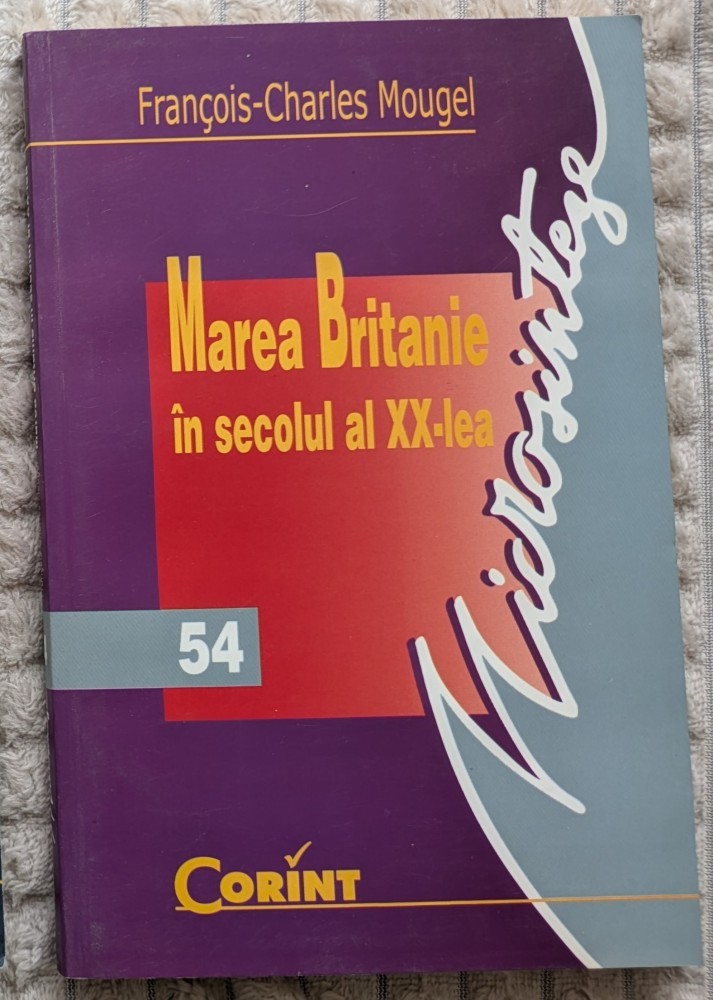 François-Charles Mougel
Marea Britanie
în secolul al XX-lea
Microsinteze
54
CORINT